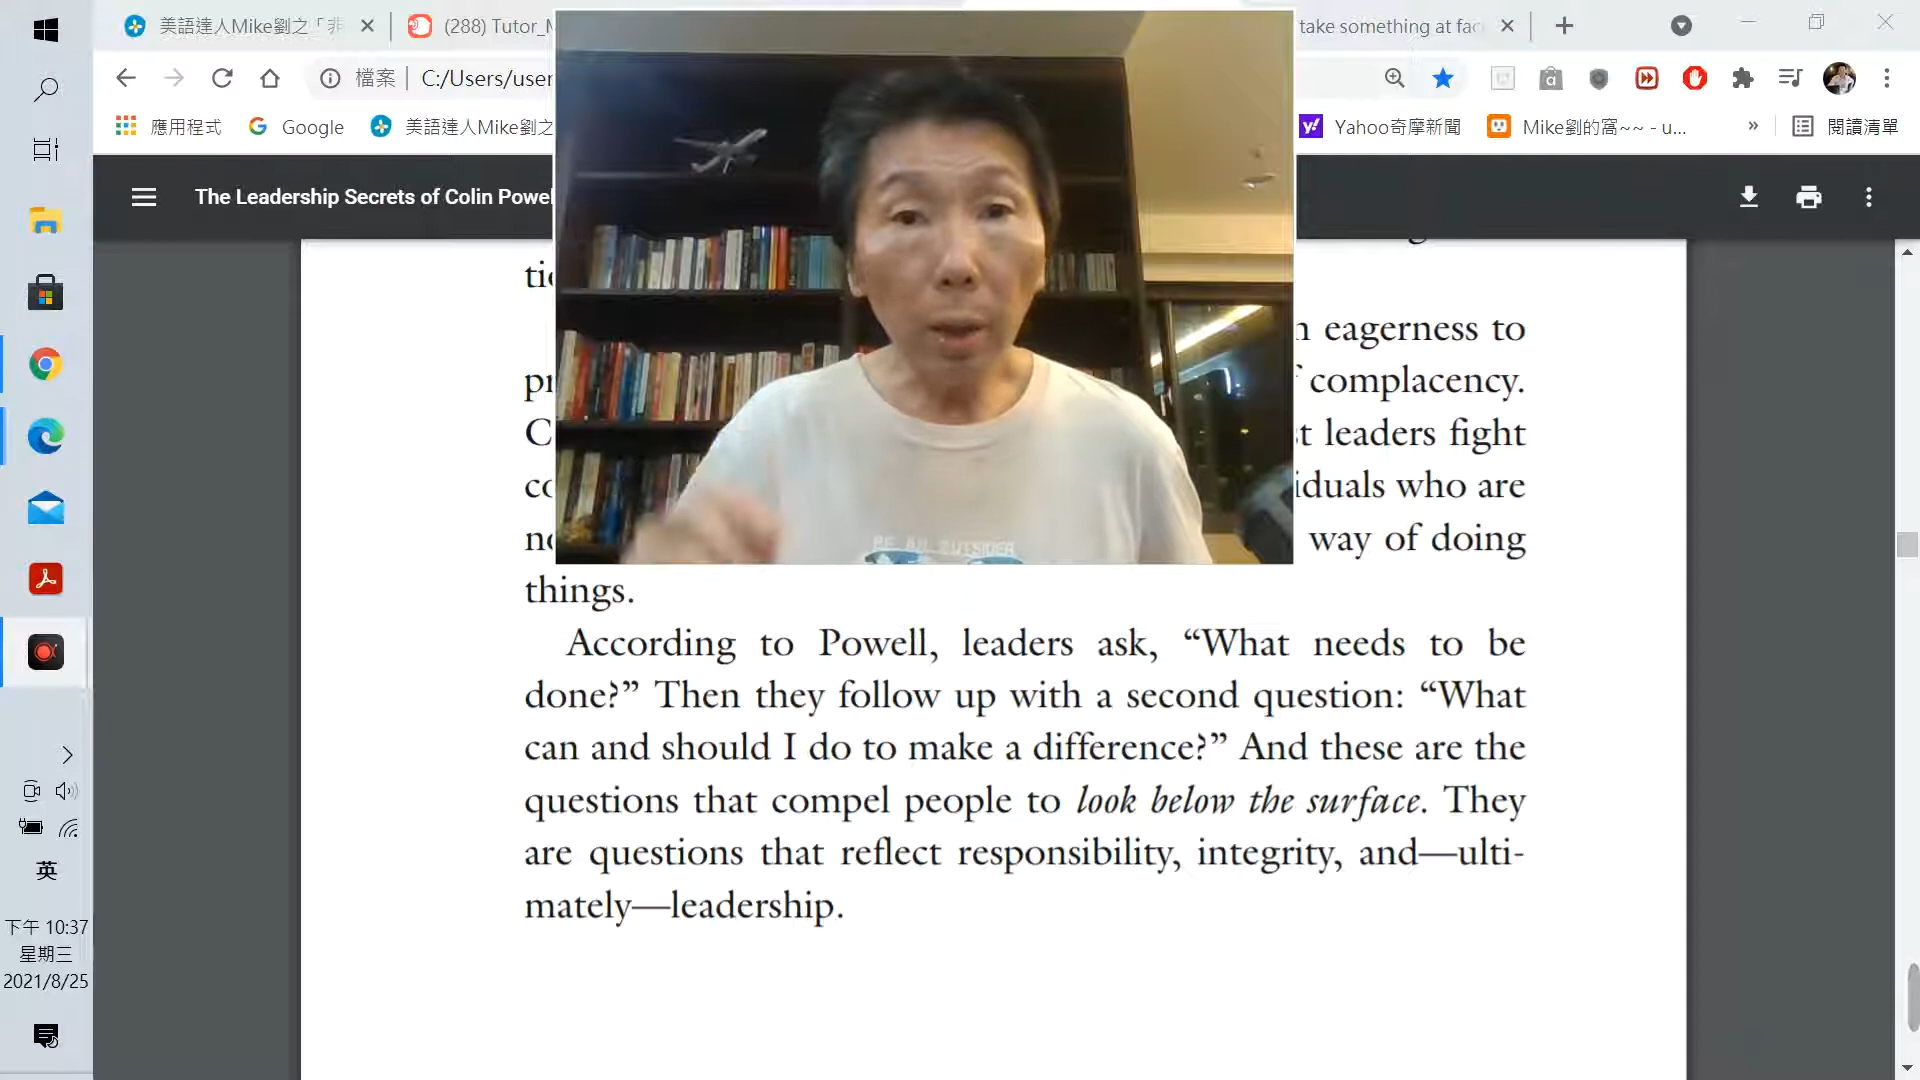 美語達人Mike劉之「非
(288) Tutor_M
take something at fac
檔案
C:/Users/user
應用程式
Google
美語達人Mike劉之
Yahoo奇摩新聞
Mike劉的窩~~ - u...
»
閱讀清單
The Leadership Secrets of Colin Powel
eagerness to
complacency.
leaders fight
iduals who are
way of doing
things.
According to Powell, leaders ask, “What needs to be
done?” Then they follow up with a second question: “What
can and should I do to make a difference?” And these are the
questions that compel people to look below the surface. They
are questions that reflect responsibility, integrity, and—ulti-
mately—leadership.
BE AN OUTSIDER
英
下午 10:37
星期三
2021/8/25